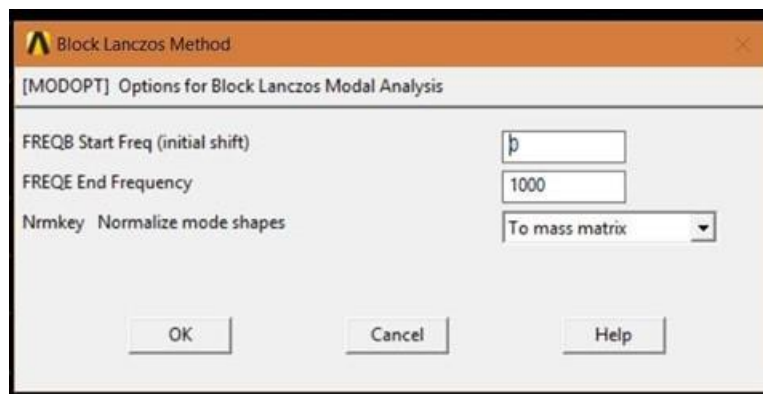 Block Lanczos Method
[MODOPT] Options for Block Lanczos Modal Analysis
FREQB Start Freq (initial shift) 0
FREQE End Frequency 1000
Nrmkey Normalize mode shapes To mass matrix
OK Cancel Help